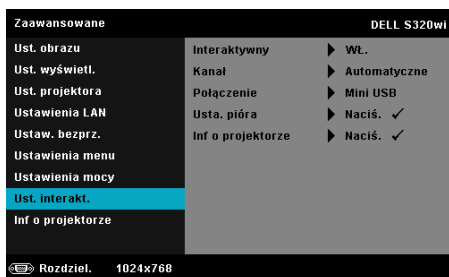 Zaawansowane DELL S320wi
Ust. obrazu Interaktywny WŁ.
Ust. wyświetl. Kanał Automatyczne
Ust. projektora Połączenie Mini USB
Ustawienia LAN Usta. pióra Naciś. ✓
Ustaw. bezprz. Inf o projektorze Naciś. ✓
Ustawienia menu
Ustawienia mocy
Ust. interakt.
Inf o projektorze
Rozdziel. 1024x768